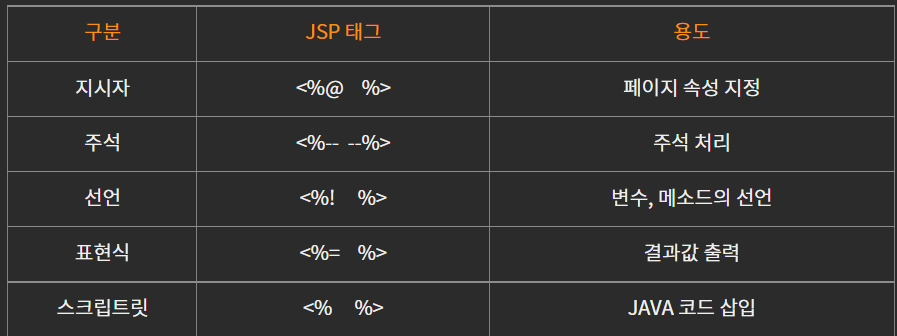 구분 JSP 태그 용도
지시자 <%@ %> 페이지 속성 지정
주석 <%-- --%> 주석 처리
선언 <%! %> 변수, 메소드의 선언
표현식 <%= %> 결과값 출력
스크립트릿 <% %> JAVA 코드 삽입